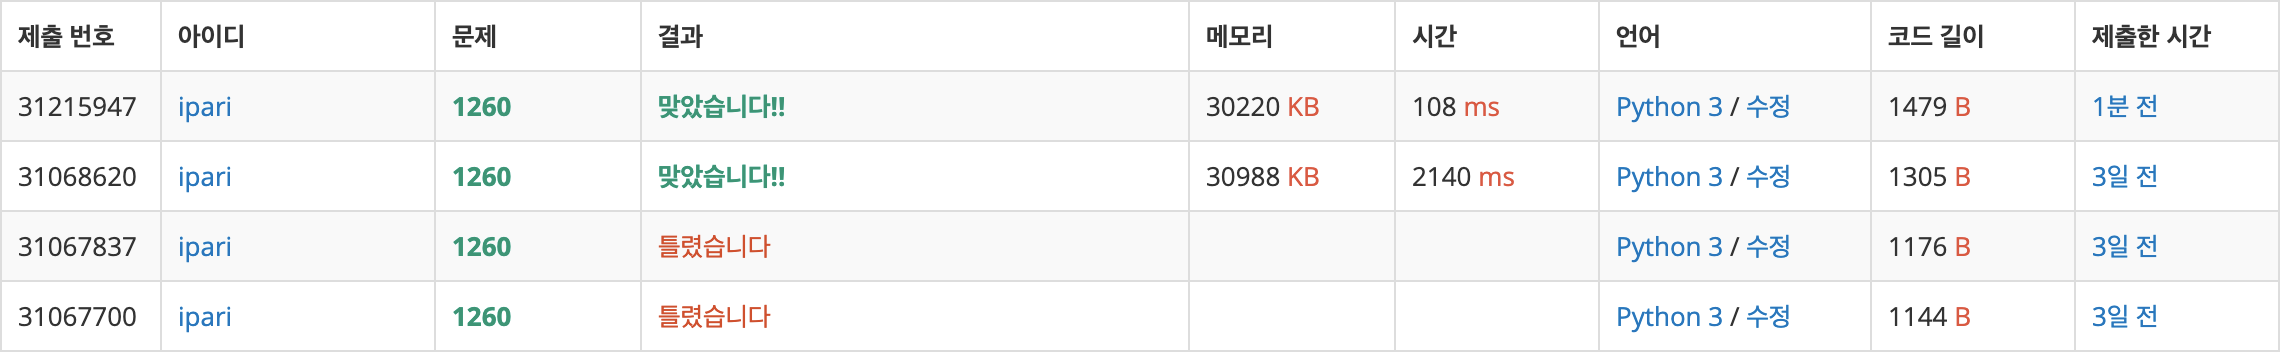 제출 번호 아이디 문제 결과 메모리 시간 언어 코드 길이 제출한 시간
31215947 ipari 1260 맞았습니다!! 30220 KB 108 ms Python 3 / 수정 1479 B 1분 전
31068620 ipari 1260 맞았습니다!! 30988 KB 2140 ms Python 3 / 수정 1305 B 3일 전
31067837 ipari 1260 틀렸습니다 Python 3 / 수정 1176 B 3일 전
31067700 ipari 1260 틀렸습니다 Python 3 / 수정 1144 B 3일 전